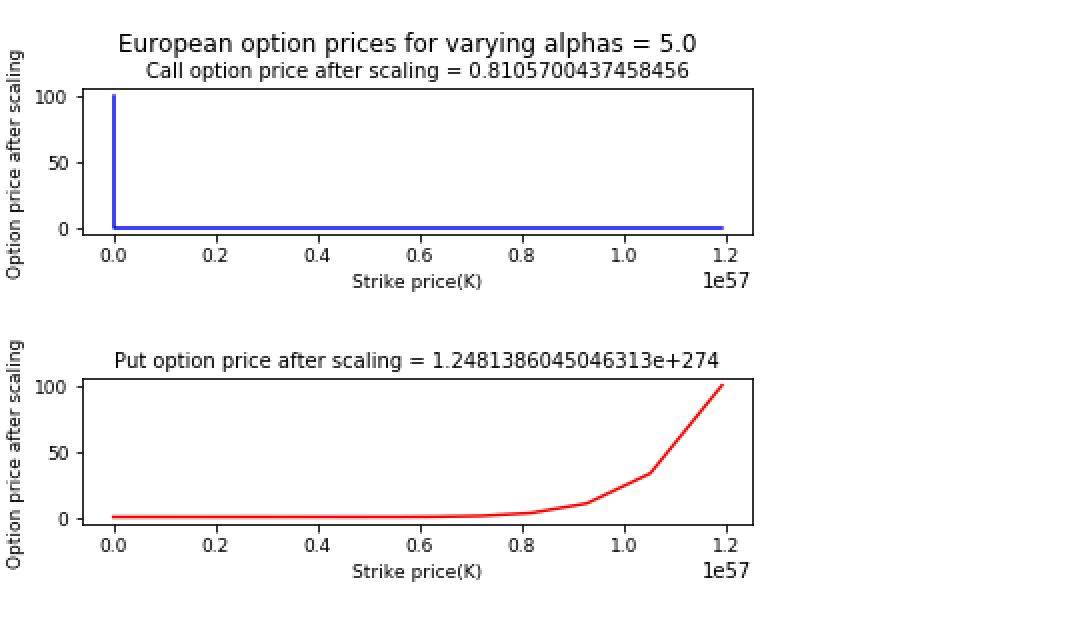 European option prices for varying alphas = 5.0
Call option price after scaling = 0.8105700437458456
Option price after scaling
100
50
0
0.0 0.2 0.4 0.6 0.8 1.0 1.2
1e57
Strike price(K)
Put option price after scaling = 1.2481386045046313e+274
Option price after scaling
100
50
0
0.0 0.2 0.4 0.6 0.8 1.0 1.2
1e57
Strike price(K)